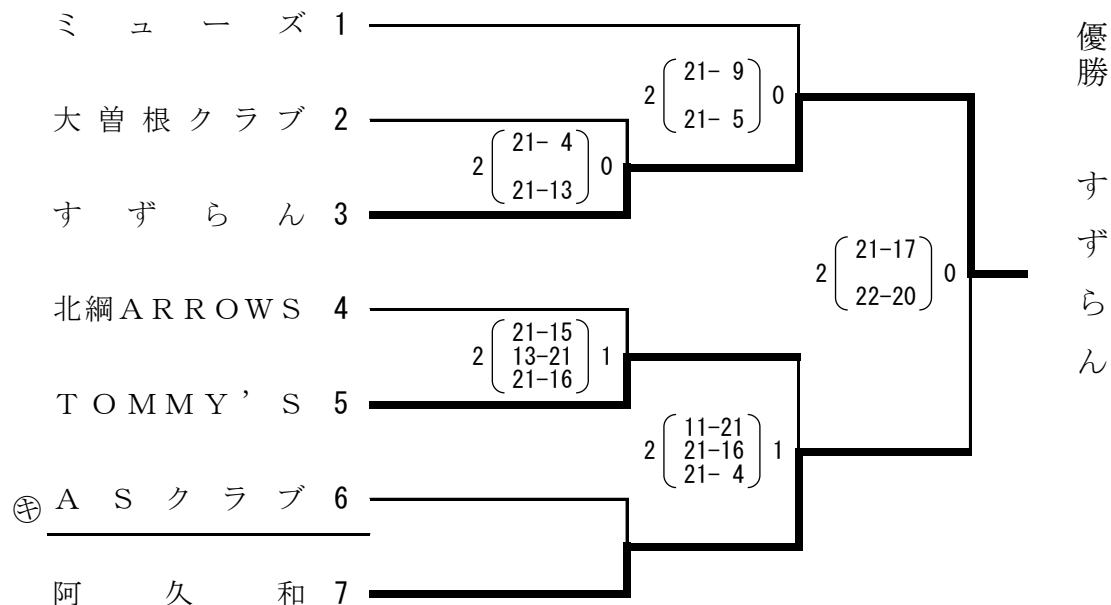 ミューズ 1
大曽根クラブ 2
すずらん 3
北綱ARROWS 4
TOMMY'S 5
㋖ ASクラブ 6
阿久和 7
2 21- 4 0
21-13
2 21-15 1
13-21
21-16
2 21- 9 0
21- 5
2 11-21 1
21-16
21- 4
2 21-17 0
22-20
優勝 すずらん